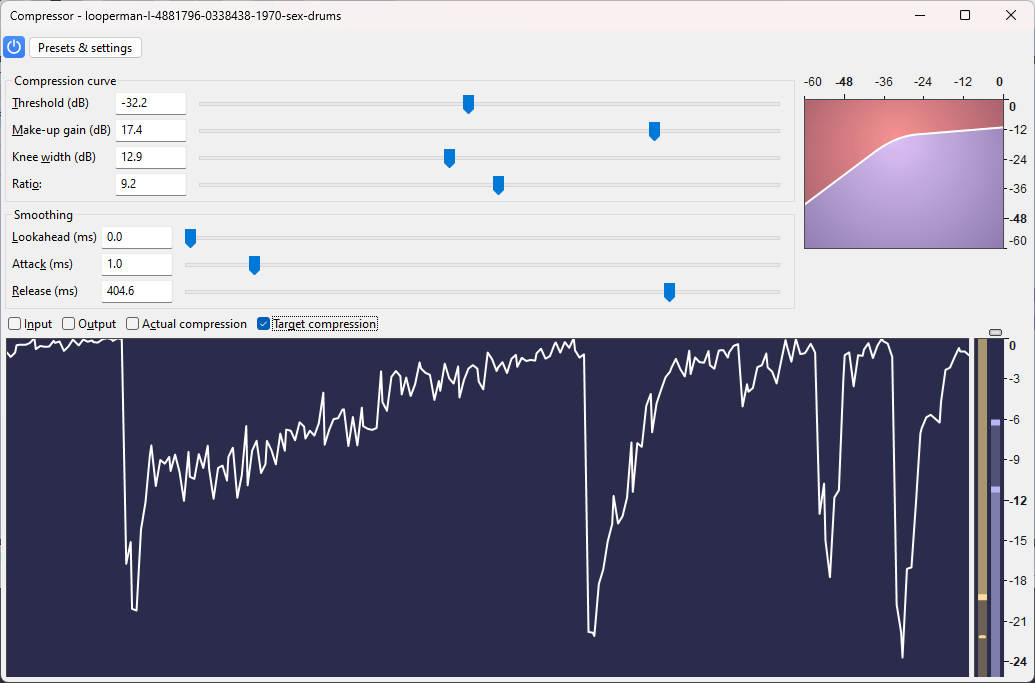 Compressor - looperman-l-4881796-0338438-1970-sex-drums
Presets & settings
Compression curve
Threshold (dB) -32.2
Make-up gain (dB) 17.4
Knee width (dB) 12.9
Ratio: 9.2
-60 -48 -36 -24 -12 0
0
-12
-24
-36
-48
-60
Smoothing
Lookahead (ms) 0.0
Attack (ms) 1.0
Release (ms) 404.6
Input Output Actual compression Target compression
0
-3
-6
-9
-12
-15
-18
-21
-24